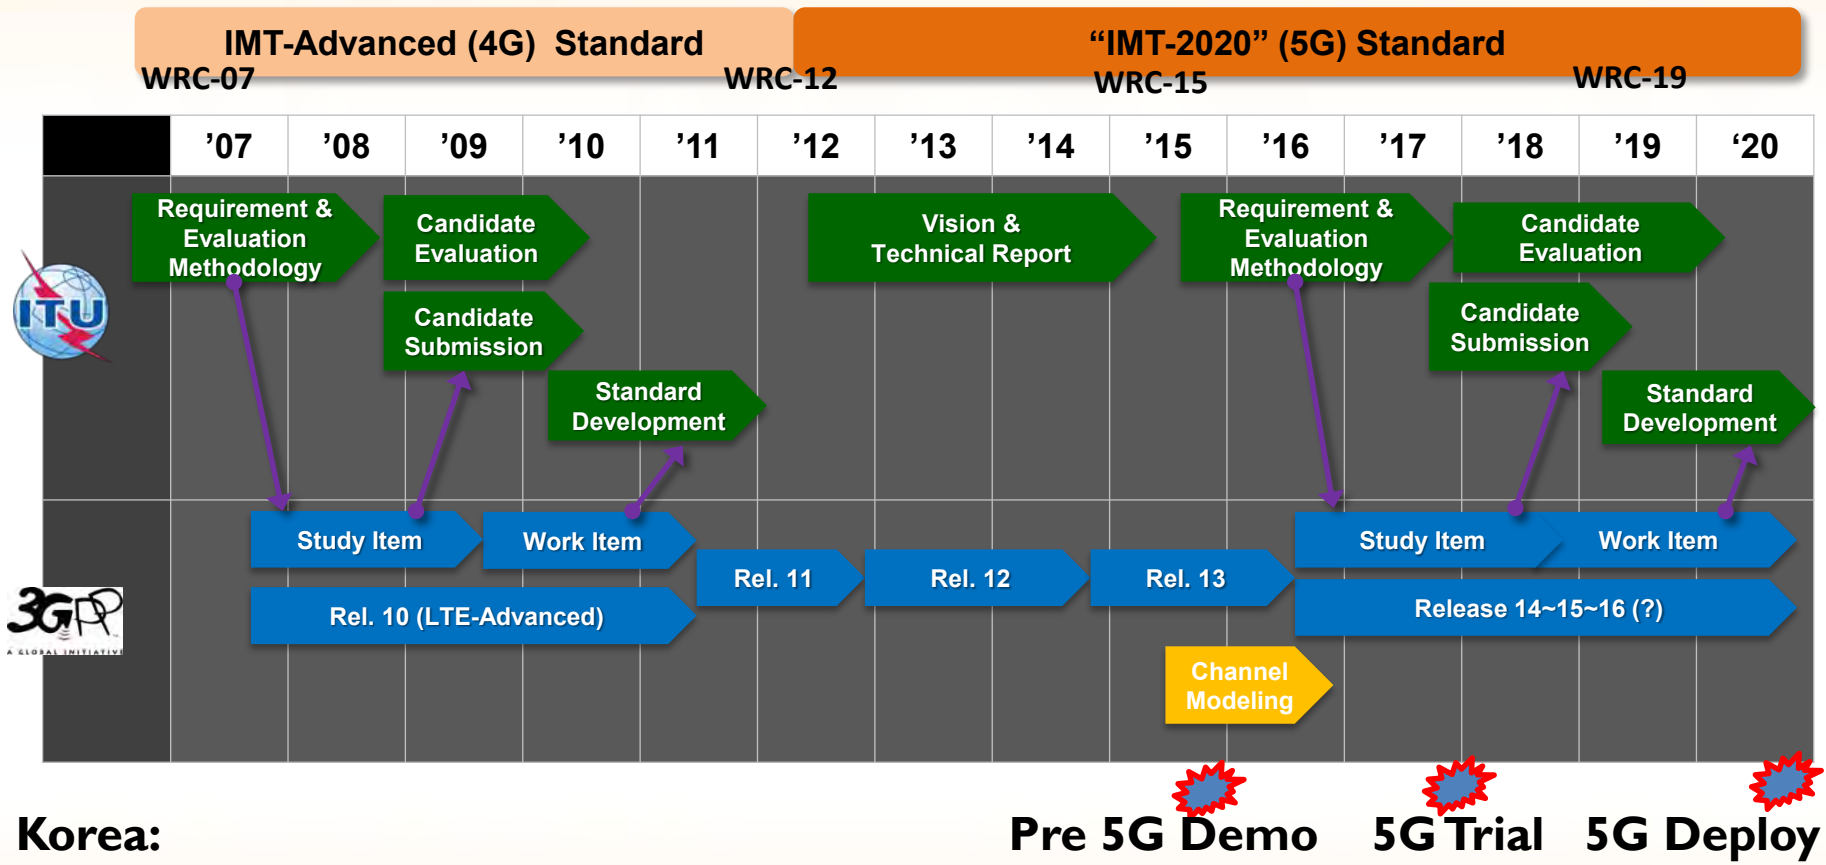 IMT-Advanced (4G) Standard
“IMT-2020” (5G) Standard
WRC-07
WRC-12
WRC-15
WRC-19
’07 ’08 ’09 ’10 ’11 ’12 ’13 ’14 ’15 ’16 ’17 ’18 ’19 ‘20
Requirement &
Evaluation
Methodology
Candidate
Evaluation
Vision &
Technical Report
Requirement &
Evaluation
Methodology
Candidate
Evaluation
ITU
Candidate
Submission
Candidate
Submission
Standard
Development
Standard
Development
Study Item
Work Item
Study Item
Work Item
Rel. 11
Rel. 12
Rel. 13
3GPP
A GLOBAL INITIATIVE
Rel. 10 (LTE-Advanced)
Release 14~15~16 (?)
Channel
Modeling
Korea:
Pre 5G Demo
5G Trial
5G Deploy